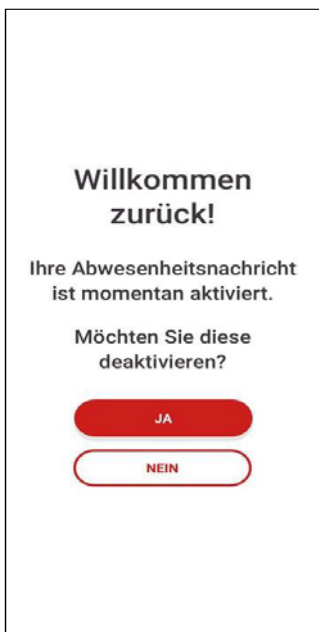 Willkommen
zurück!
Ihre Abwesenheitsnachricht
ist momentan aktiviert.
Möchten Sie diese
deaktivieren?
JA
NEIN